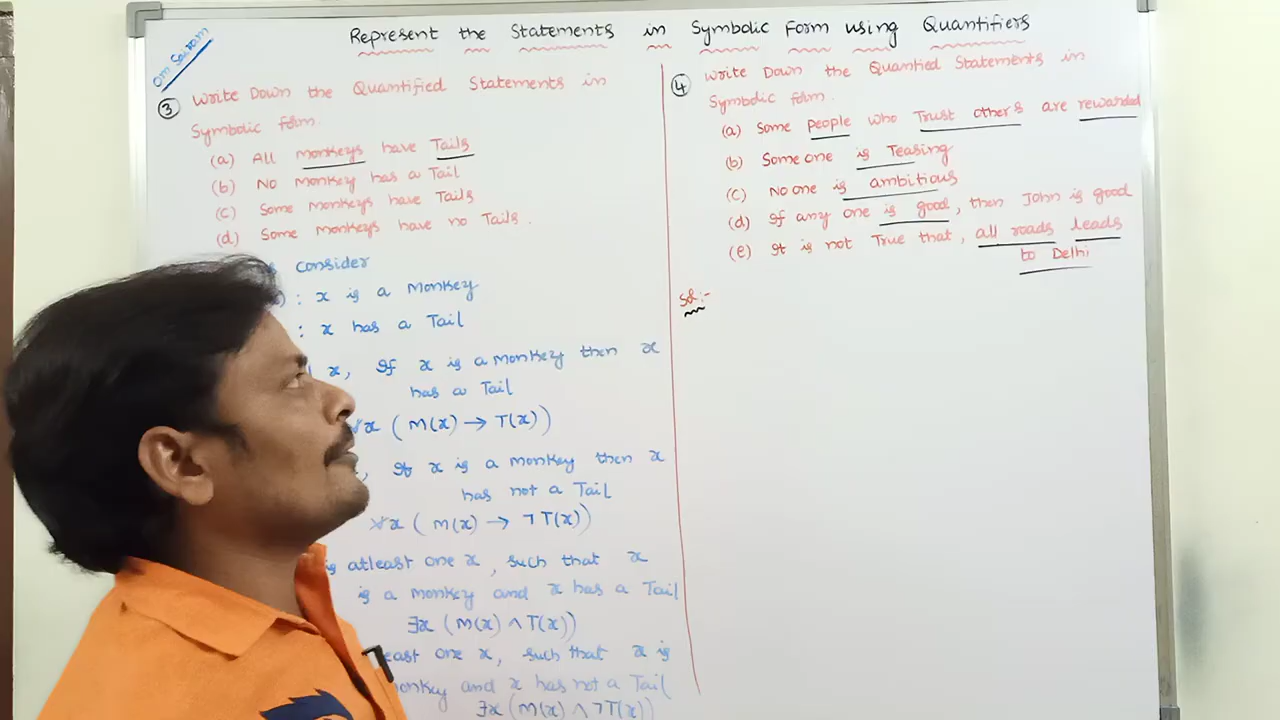 Represent the Statements in Symbolic Form using Quantifiers
Om Sairam
③ Write Down the Quantified Statements in
Symbolic form.
(a) All monkeys have Tails
(b) No Monkey has a Tail
(c) Some Monkeys have Tails
(d) Some monkeys have no Tails.
consider
: x is a Monkey
: x has a Tail
x, If x is a monkey then x
has a Tail
∀x (M(x) → T(x))
, If x is a monkey then x
has not a Tail
∀x (M(x) → ¬T(x))
is atleast one x, such that x
is a monkey and x has a Tail
∃x (M(x) ∧ T(x))
one x, such that x is
and x has not a Tail
∃x (M(x) ∧ ¬T(x))
④ Write Down the Quantied Statements in
Symbolic form.
(a) Some people who Trust others are rewarded
(b) Some one is Teasing
(c) No one is ambitious
(d) If any one is good, then John is good
(e) It is not True that, all roads leads
to Delhi
Sol:-